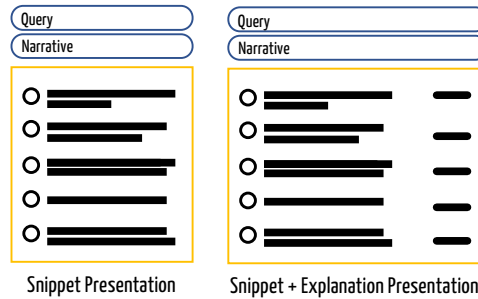 Query
Narrative
Snippet Presentation
Query
Narrative
Snippet + Explanation Presentation